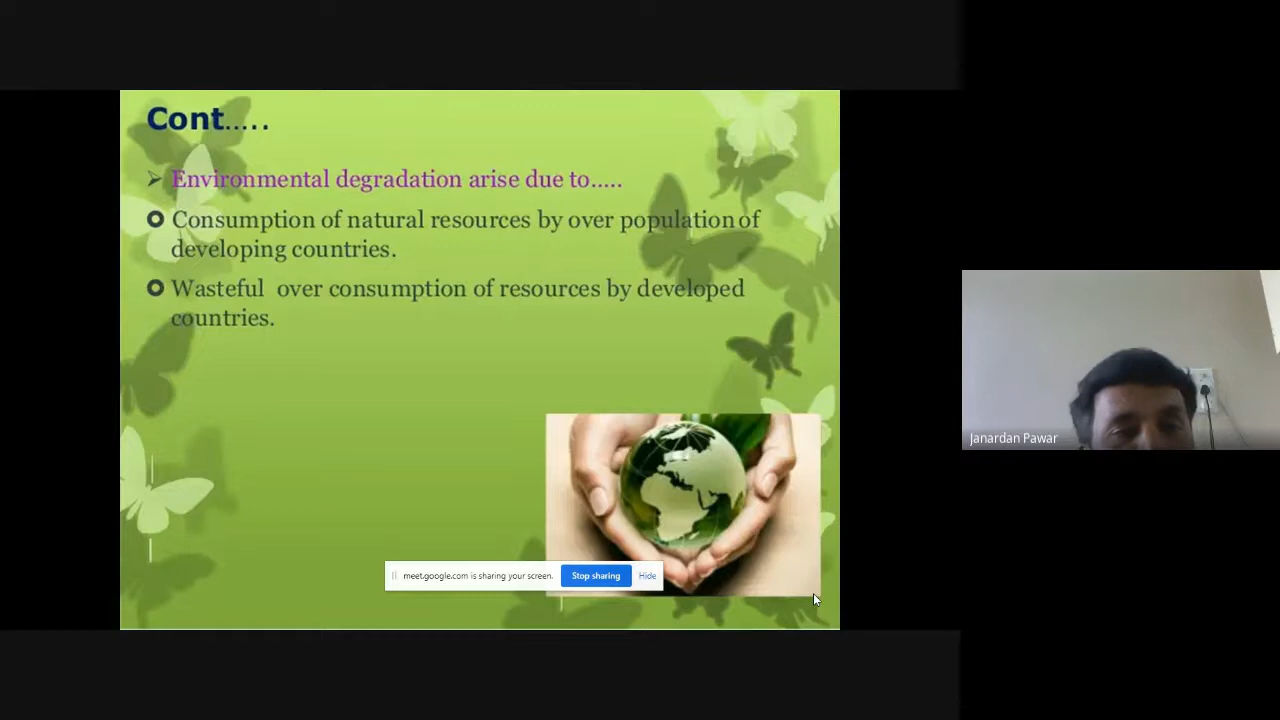 Cont.....
Environmental degradation arise due to.....
Consumption of natural resources by over population of
developing countries.
Wasteful over consumption of resources by developed
countries.
meet.google.com is sharing your screen.
Stop sharing
Hide
Janardan Pawar